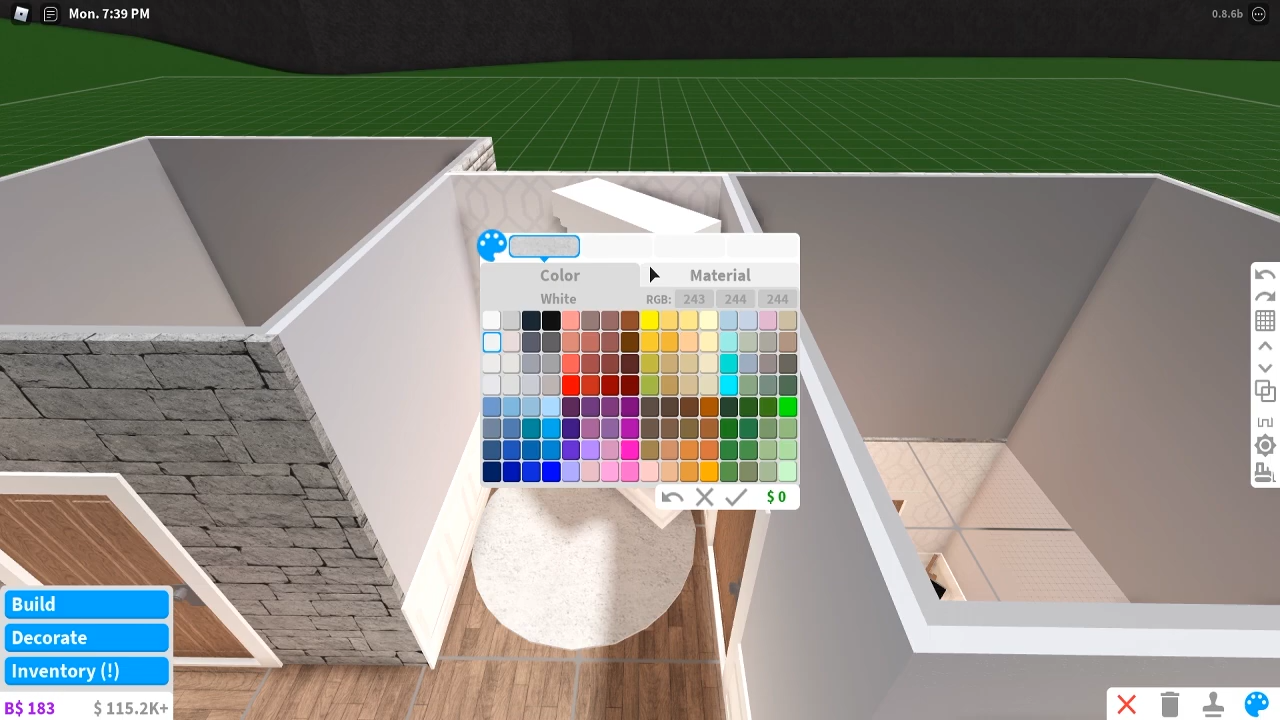 Mon. 7:39 PM
0.8.6b
Color
Material
White
RGB: 243 244 244
$ 0
Build
Decorate
Inventory (!)
B$ 183
$ 115.2K+